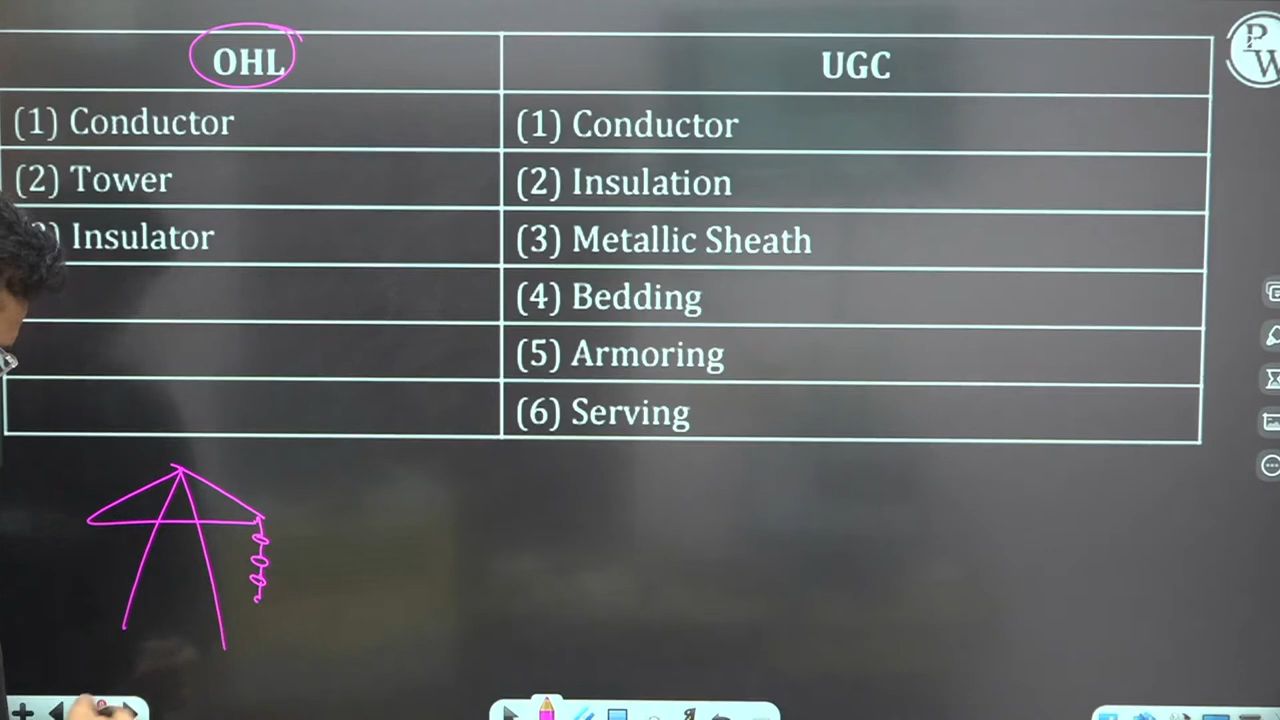 OHL UGC
(1) Conductor (1) Conductor
(2) Tower (2) Insulation
Insulator (3) Metallic Sheath
(4) Bedding
(5) Armoring
(6) Serving
PW